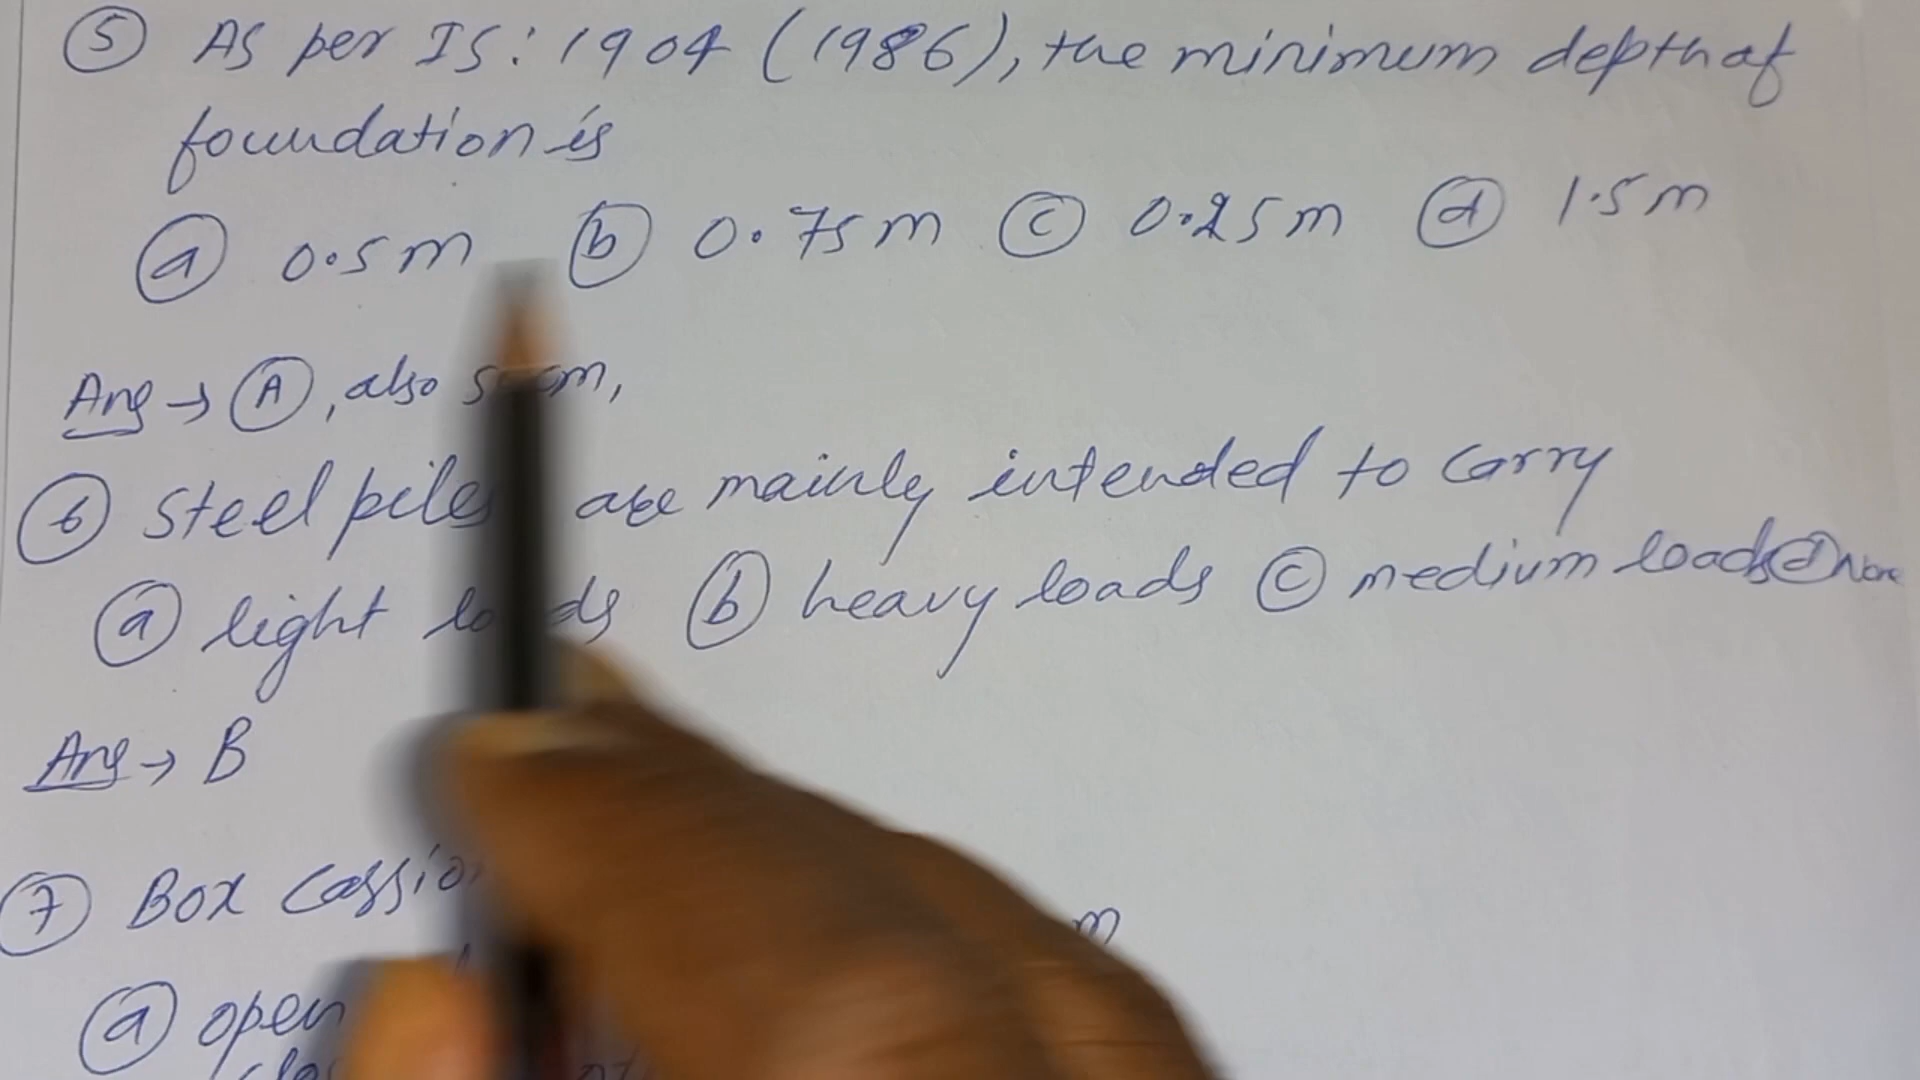 5 As per IS: 1904 (1986), the minimum depth of
foundation is
a 0.5m b 0.75m c 0.25m d 1.5m
Ans → A, also
6 Steel piles are mainly intended to carry
a light b heavy loads c medium loads d None
Ans → B
7 Box
a open